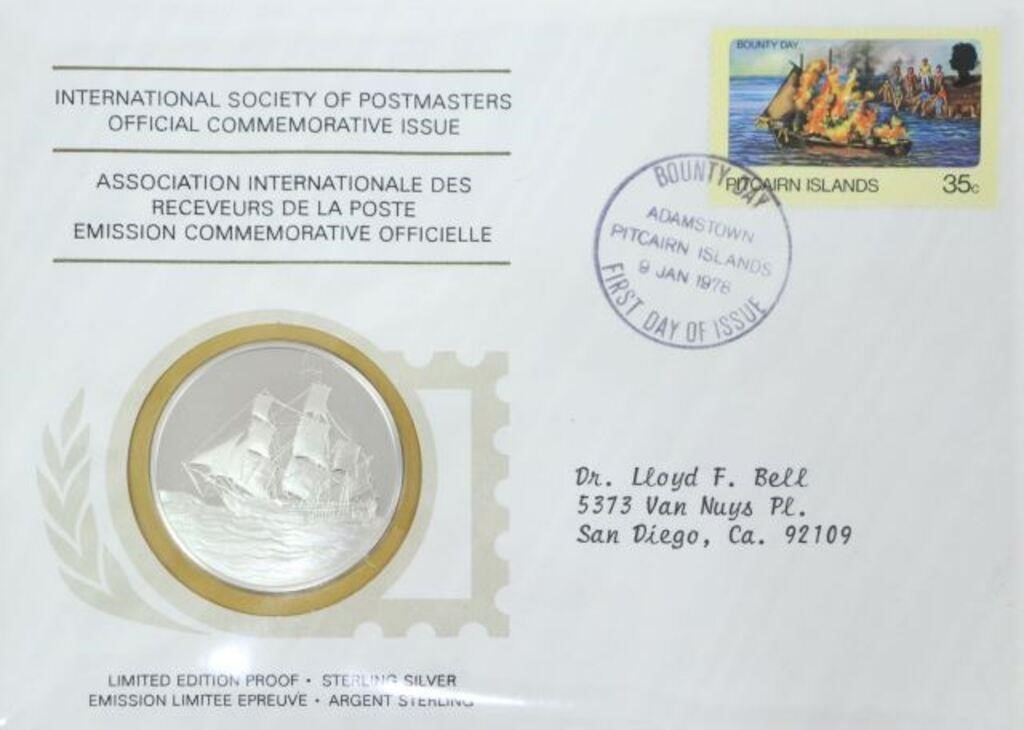 INTERNATIONAL SOCIETY OF POSTMASTERS
OFFICIAL COMMEMORATIVE ISSUE
ASSOCIATION INTERNATIONALE DES
RECEVEURS DE LA POSTE
EMISSION COMMEMORATIVE OFFICIELLE
BOUNTY DAY
PITCAIRN ISLANDS 35c
BOUNTY DAY
ADAMSTOWN
PITCAIRN ISLANDS
9 JAN 1978
FIRST DAY OF ISSUE
Dr. Lloyd F. Bell
5373 Van Nuys Pl.
San Diego, Ca. 92109
LIMITED EDITION PROOF • STERLING SILVER
EMISSION LIMITEE EPREUVE • ARGENT STERLING